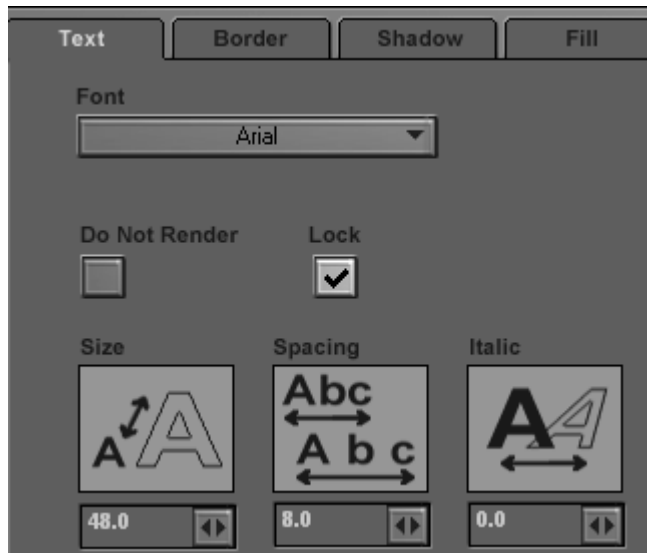 Text Border Shadow Fill
Font
Arial
Do Not Render Lock
Size Spacing Italic
A A Abc A A
A b c
48.0 8.0 0.0